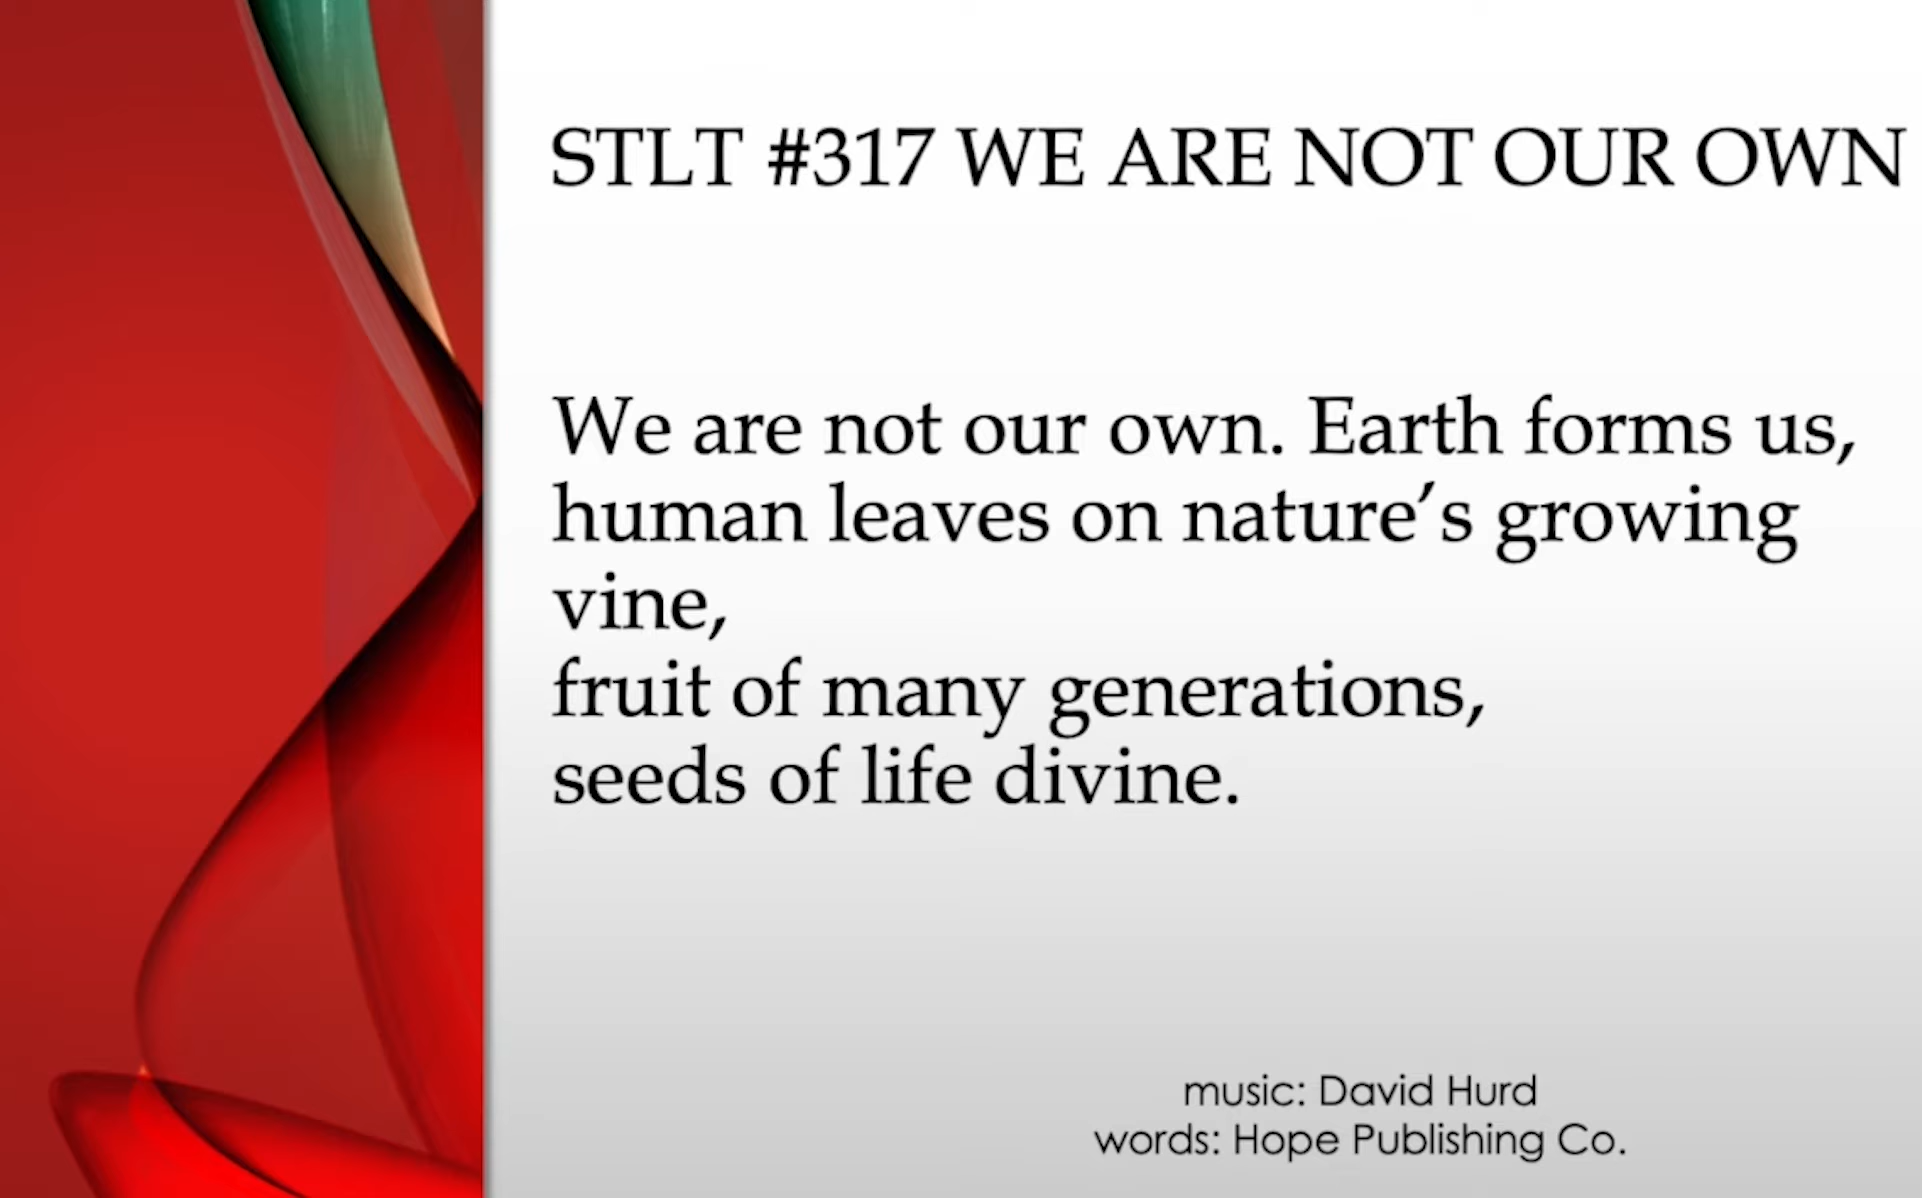 STLT #317 WE ARE NOT OUR OWN
We are not our own. Earth forms us,
human leaves on nature’s growing
vine,
fruit of many generations,
seeds of life divine.
music: David Hurd
words: Hope Publishing Co.